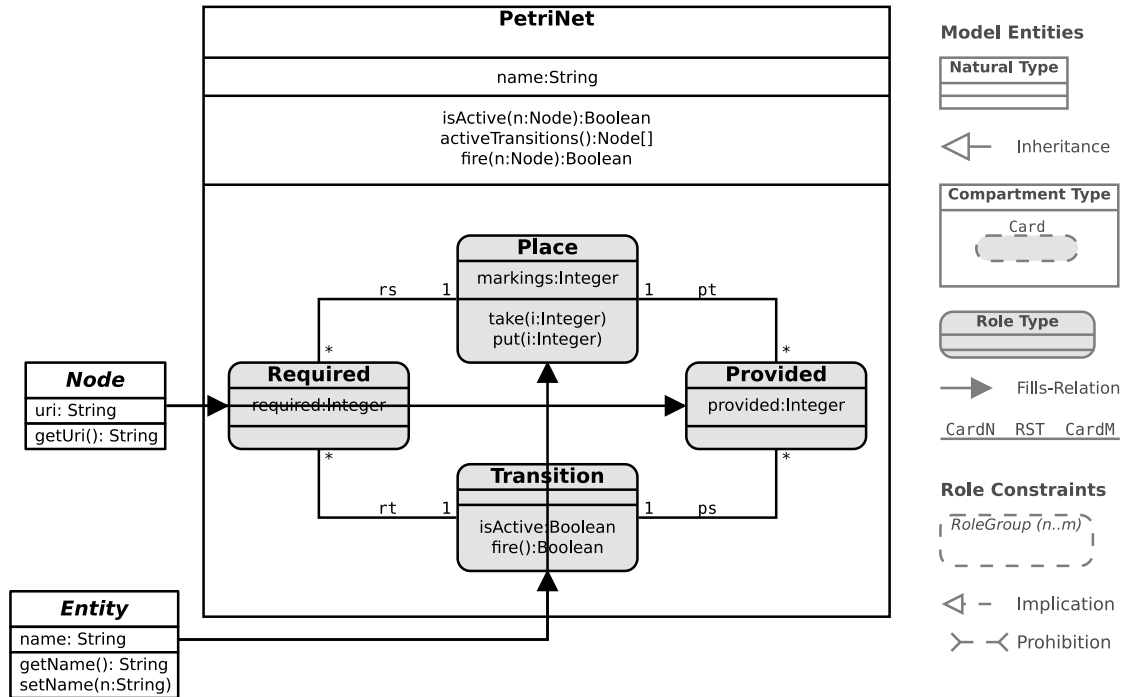 PetriNet
name:String
isActive(n:Node):Boolean
activeTransitions():Node[]
fire(n:Node):Boolean
Place
markings:Integer
take(i:Integer)
put(i:Integer)
rs
1
1
pt
*
*
Required
required:Integer
Provided
provided:Integer
*
*
Transition
isActive:Boolean
fire():Boolean
rt
1
1
ps
Node
uri: String
getUri(): String
Entity
name: String
getName(): String
setName(n:String)
Model Entities
Natural Type
Inheritance
Compartment Type
Card
Role Type
Fills-Relation
CardN RST CardM
Role Constraints
RoleGroup (n..m)
Implication
Prohibition